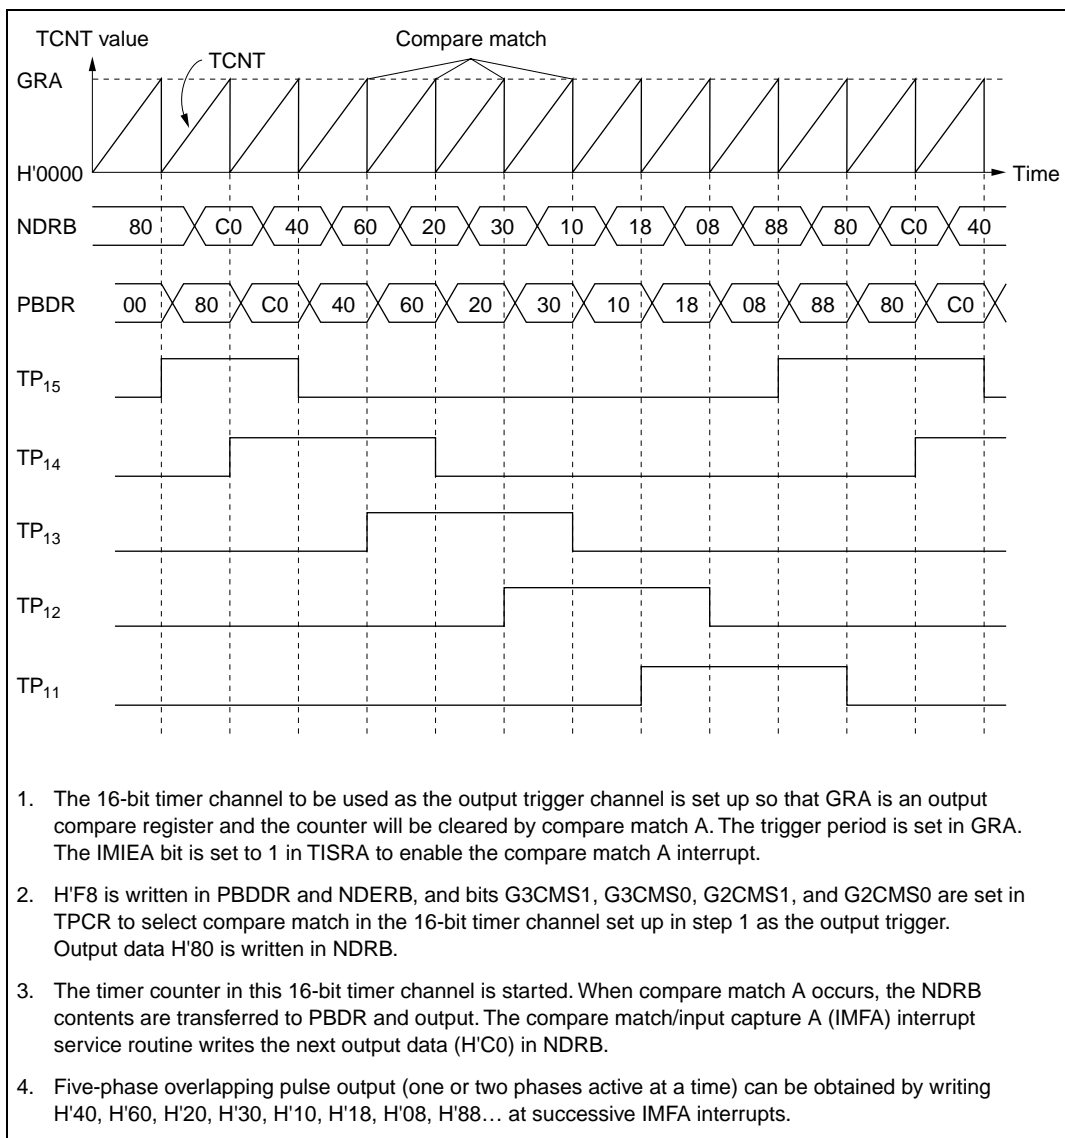 TCNT value
Compare match
TCNT
GRA
H'0000
Time
NDRB 80 C0 40 60 20 30 10 18 08 88 80 C0 40
PBDR 00 80 C0 40 60 20 30 10 18 08 88 80 C0
TP15
TP14
TP13
TP12
TP11
1. The 16-bit timer channel to be used as the output trigger channel is set up so that GRA is an output
compare register and the counter will be cleared by compare match A. The trigger period is set in GRA.
The IMIEA bit is set to 1 in TISRA to enable the compare match A interrupt.
2. H'F8 is written in PBDDR and NDERB, and bits G3CMS1, G3CMS0, G2CMS1, and G2CMS0 are set in
TPCR to select compare match in the 16-bit timer channel set up in step 1 as the output trigger.
Output data H'80 is written in NDRB.
3. The timer counter in this 16-bit timer channel is started. When compare match A occurs, the NDRB
contents are transferred to PBDR and output. The compare match/input capture A (IMFA) interrupt
service routine writes the next output data (H'C0) in NDRB.
4. Five-phase overlapping pulse output (one or two phases active at a time) can be obtained by writing
H'40, H'60, H'20, H'30, H'10, H'18, H'08, H'88… at successive IMFA interrupts.